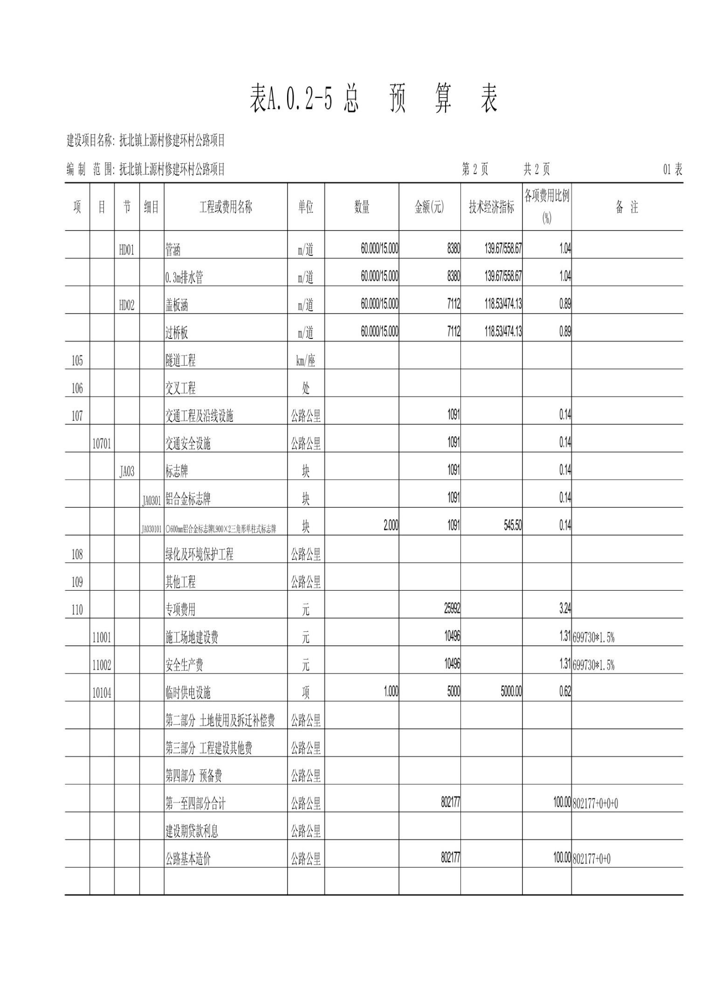 表A.0.2-5 总 预 算 表
建设项目名称: 抚北镇上源村修建环村公路项目
编 制 范 围: 抚北镇上源村修建环村公路项目 第 2 页 共 2 页 01 表
项 目 节 细目 工程或费用名称 单位 数量 金额(元) 技术经济指标 各项费用比例(%) 备 注
HD01 管涵 m/道 60.000/15.000 8380 139.67/558.67 1.04
0.3m排水管 m/道 60.000/15.000 8380 139.67/558.67 1.04
HD02 盖板涵 m/道 60.000/15.000 7112 118.53/474.13 0.89
过桥板 m/道 60.000/15.000 7112 118.53/474.13 0.89
105 隧道工程 km/座
106 交叉工程 处
107 交通工程及沿线设施 公路公里 1091 0.14
10701 交通安全设施 公路公里 1091 0.14
JA03 标志牌 块 1091 0.14
JA0301 铝合金标志牌 块 1091 0.14
JA030101 〇600mm铝合金标志牌L900×2三角形单柱式标志牌 块 2.000 1091 545.50 0.14
108 绿化及环境保护工程 公路公里
109 其他工程 公路公里
110 专项费用 元 25992 3.24
11001 施工场地建设费 元 10496 1.31 699730*1.5%
11002 安全生产费 元 10496 1.31 699730*1.5%
10104 临时供电设施 项 1.000 5000 5000.00 0.62
第二部分 土地使用及拆迁补偿费 公路公里
第三部分 工程建设其他费 公路公里
第四部分 预备费 公路公里
第一至四部分合计 公路公里 802177 100.00 802177+0+0+0
建设期贷款利息 公路公里
公路基本造价 公路公里 802177 100.00 802177+0+0